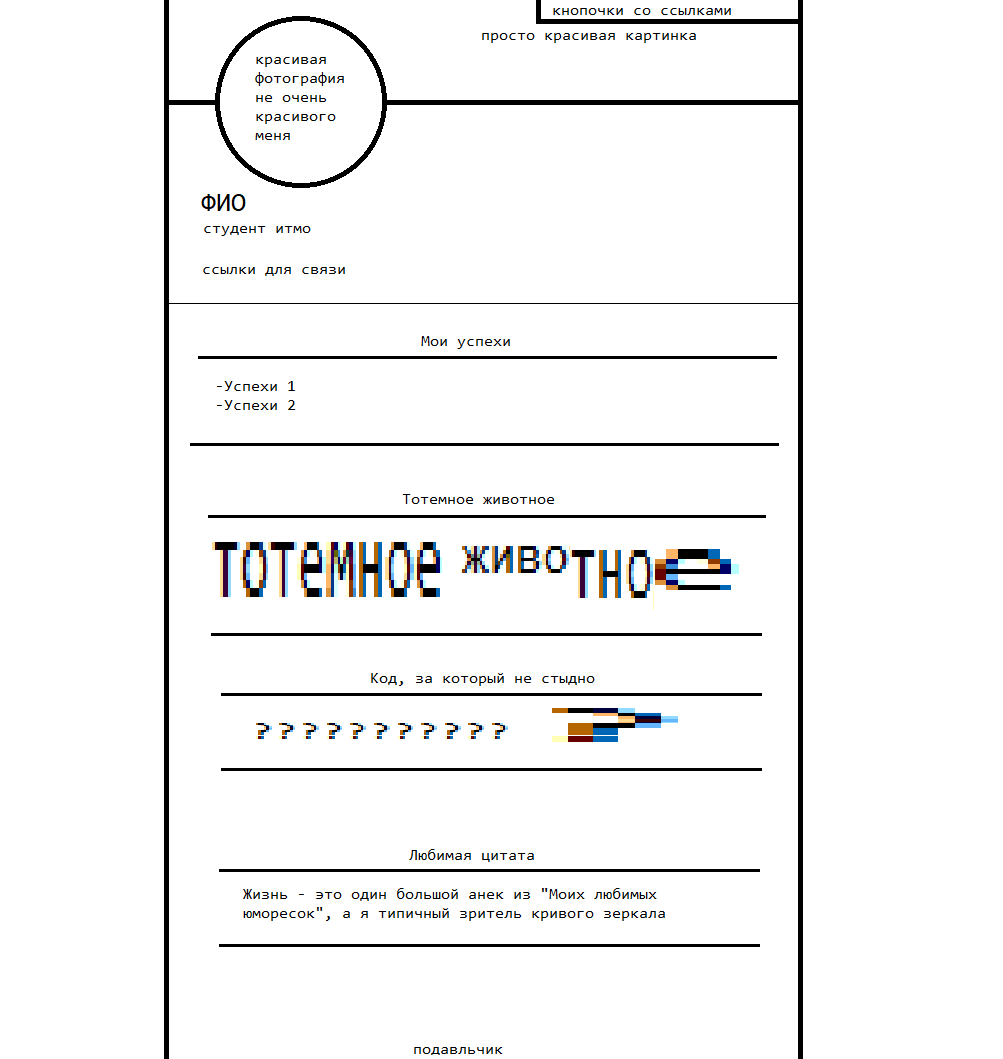 кнопочки со ссылками
просто красивая картинка
красивая
фотография
не очень
красивого
меня
ФИО
студент итмо
ссылки для связи
Мои успехи
-Успехи 1
-Успехи 2
Тотемное животное
тотемное животное
Код, за который не стыдно
? ? ? ? ? ? ? ? ? ? ?
Любимая цитата
Жизнь - это один большой анек из "Моих любимых
юморесок", а я типичный зритель кривого зеркала
подавльчик